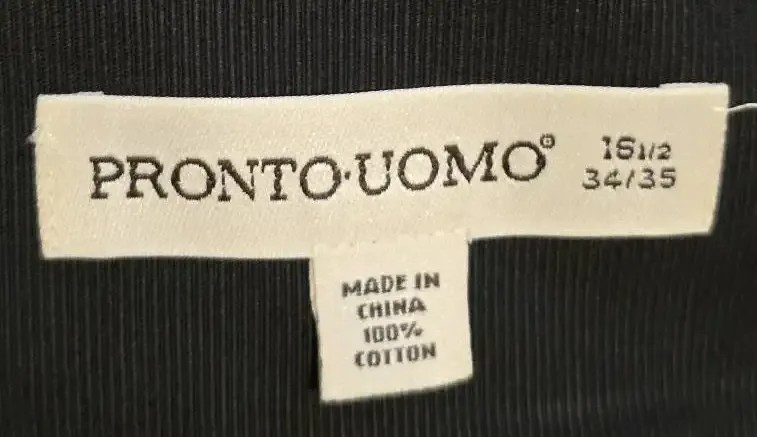 PRONTO·UOMO®
16 1/2
34/35
MADE IN
CHINA
100%
COTTON